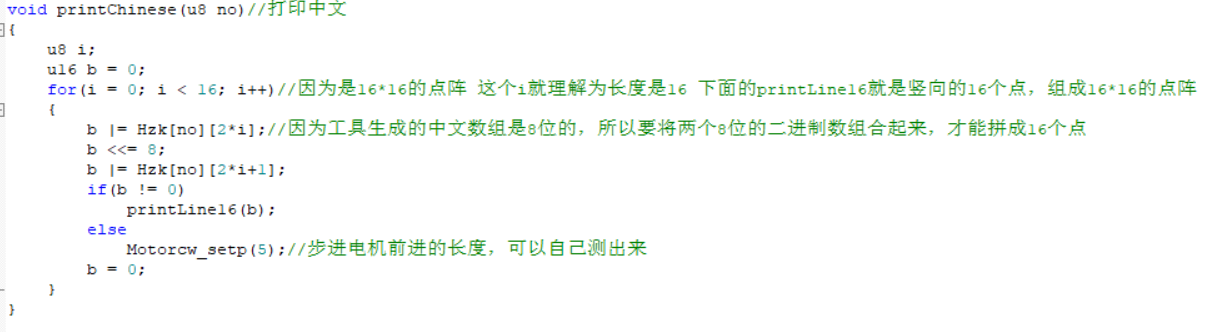 void printChinese(u8 no)//打印中文
{
u8 i;
u16 b = 0;
for(i = 0; i < 16; i++)//因为是16*16的点阵 这个i就理解为长度是16 下面的printLine16就是竖向的16个点，组成16*16的点阵
{
b |= Hzk[no][2*i];//因为工具生成的中文数组是8位的，所以要将两个8位的二进制数组合起来，才能拼成16个点
b <<= 8;
b |= Hzk[no][2*i+1];
if(b != 0)
printLine16(b);
else
Motorcw_setp(5);//步进电机前进的长度，可以自己测出来
b = 0;
}
}